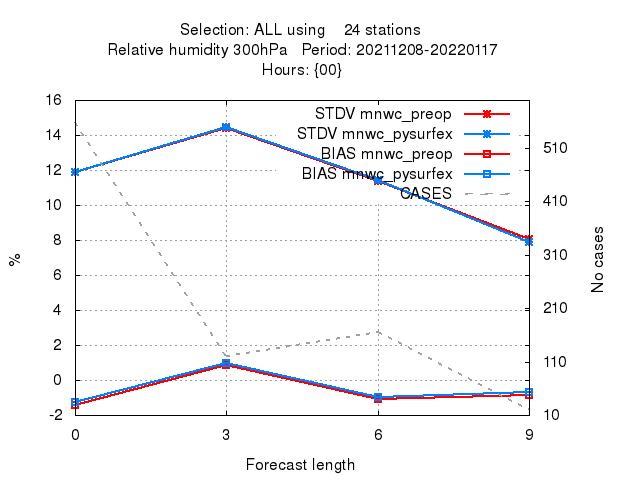 Selection: ALL using 24 stations
Relative humidity 300hPa Period: 20211208-20220117
Hours: {00}
STDV mnwc_preop
STDV mnwc_pysurfex
BIAS mnwc_preop
BIAS mnwc_pysurfex
CASES
16
14
12
10
8
6
4
2
0
-2
%
510
410
310
210
110
10
No cases
0 3 6 9
Forecast length